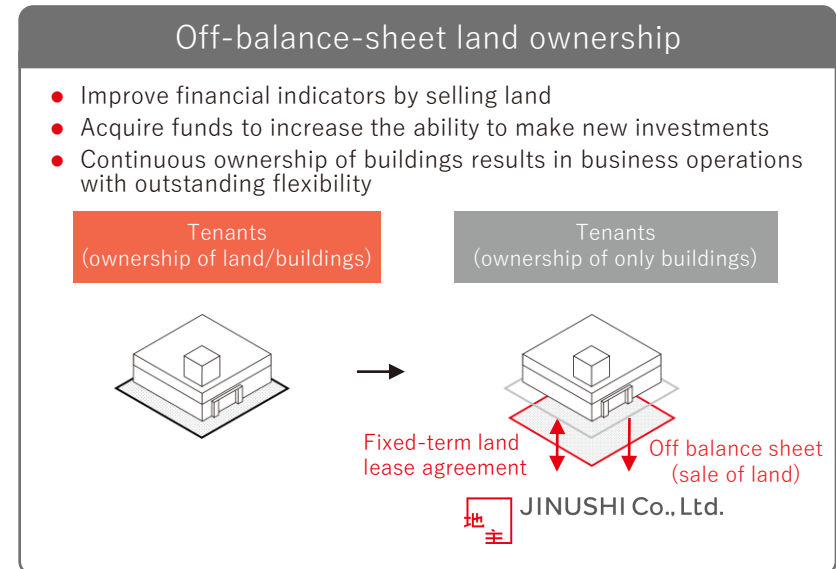 Off-balance-sheet land ownership
● Improve financial indicators by selling land
● Acquire funds to increase the ability to make new investments
● Continuous ownership of buildings results in business operations
with outstanding flexibility
Tenants
(ownership of land/buildings)
Tenants
(ownership of only buildings)
Fixed-term land
lease agreement
Off balance sheet
(sale of land)
地主
JINUSHI Co., Ltd.